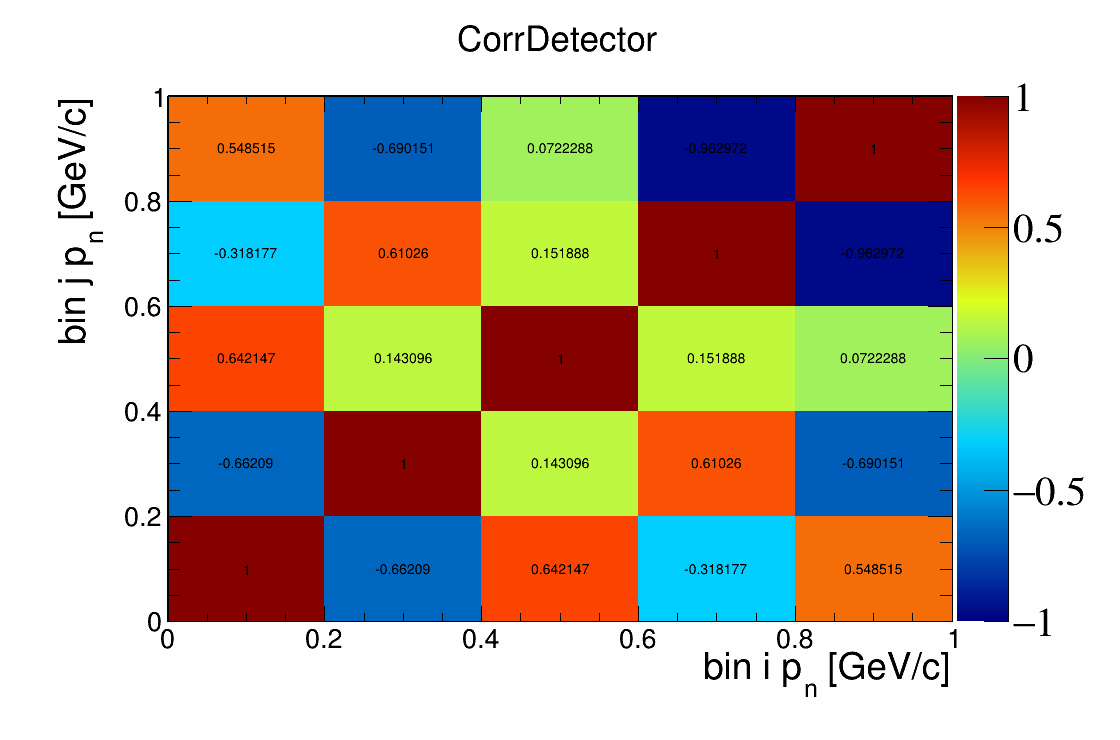 CorrDetector
bin j p_n [GeV/c]
1
0.548515 -0.690151 0.0722288 -0.962972 1
0.8
-0.318177 0.61026 0.151888 1 -0.962972
0.6
0.642147 0.143096 1 0.151888 0.0722288
0.4
-0.66209 1 0.143096 0.61026 -0.690151
0.2
1 -0.66209 0.642147 -0.318177 0.548515
0
0 0.2 0.4 0.6 0.8 1
bin i p_n [GeV/c]
1
0.5
0
−0.5
−1